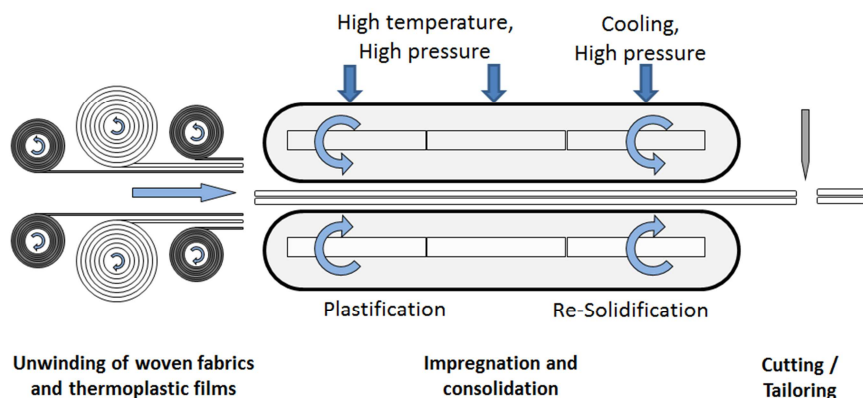 High temperature,
High pressure
Cooling,
High pressure
Plastification
Re-Solidification
Unwinding of woven fabrics
and thermoplastic films
Impregnation and
consolidation
Cutting /
Tailoring